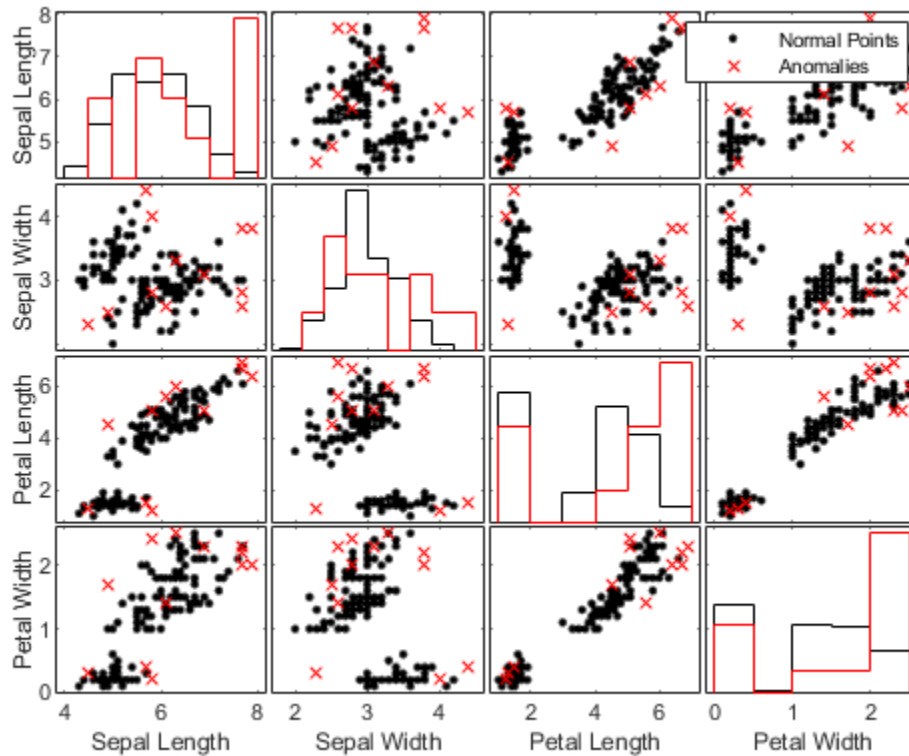 8
7
6
5
Sepal Length
Normal Points
Anomalies
4
3
Sepal Width
6
4
2
Petal Length
2
1
0
Petal Width
4 6 8
2 3 4
2 4 6
0 1 2
Sepal Length
Sepal Width
Petal Length
Petal Width